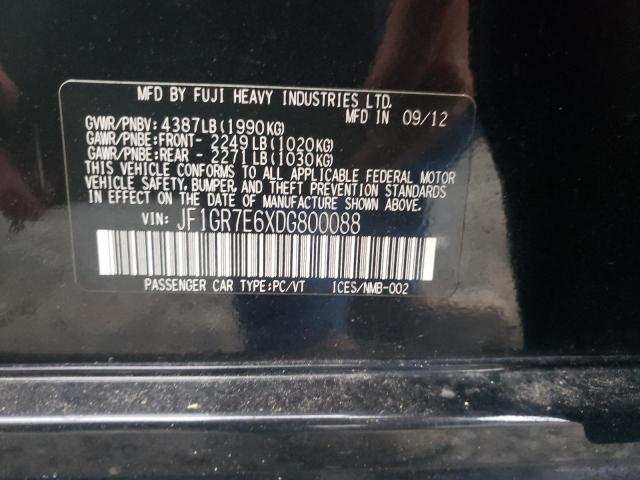 MFD BY FUJI HEAVY INDUSTRIES LTD.
MFD IN 09/12
GVWR/PNBV: 4387LB(1990KG)
GAWR/PNBE:FRONT- 2249LB(1020KG)
GAWR/PNBE:REAR - 2271LB(1030KG)
THIS VEHICLE CONFORMS TO ALL APPLICABLE FEDERAL MOTOR
VEHICLE SAFETY, BUMPER, AND THEFT PREVENTION STANDARDS
IN EFFECT ON THE DATE OF MANUFACTURE SHOWN ABOVE.
VIN: JF1GR7E6XDG800088
PASSENGER CAR TYPE:PC/VT ICES/NMB-002